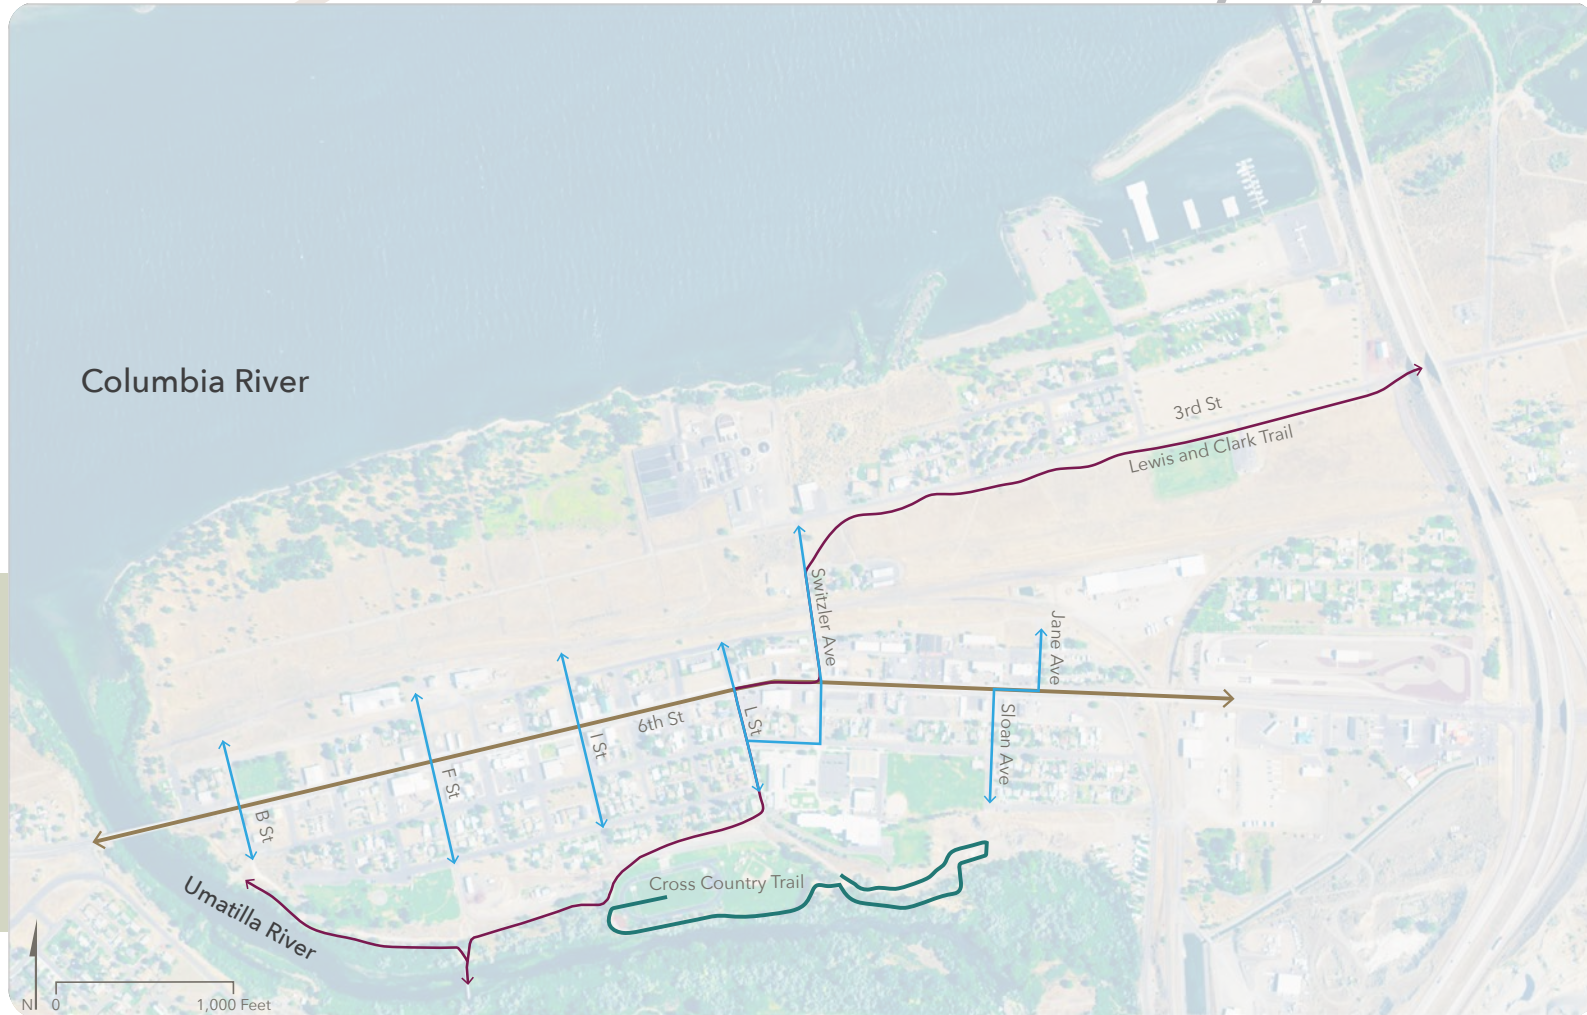 Columbia River
3rd St
Lewis and Clark Trail
Switzler Ave
Jane Ave
6th St
L St
Sloan Ave
I St
F St
B St
Cross Country Trail
Umatilla River
N
0
1,000 Feet